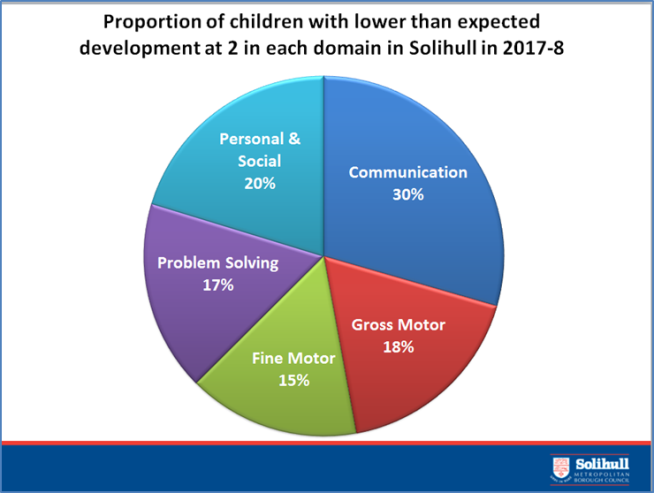 Proportion of children with lower than expected
development at 2 in each domain in Solihull in 2017-8
Personal &
Social
20%
Communication
30%
Problem Solving
17%
Gross Motor
18%
Fine Motor
15%
Solihull
METROPOLITAN
BOROUGH COUNCIL